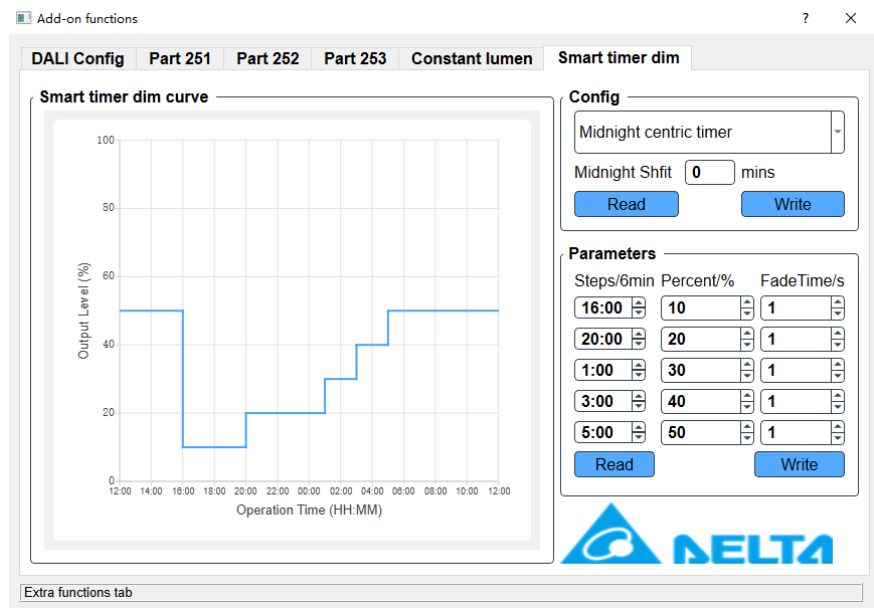 Add-on functions
?
DALI Config Part 251 Part 252 Part 253 Constant lumen Smart timer dim
Smart timer dim curve
100
80
60
40
20
0
Output Level (%)
12:00 14:00 16:00 18:00 20:00 22:00 00:00 02:00 04:00 06:00 08:00 10:00 12:00
Operation Time (HH:MM)
Config
Midnight centric timer
Midnight Shfit 0 mins
Read Write
Parameters
Steps/6min Percent/% FadeTime/s
16:00 10 1
20:00 20 1
1:00 30 1
3:00 40 1
5:00 50 1
Read Write
DELTA
Extra functions tab